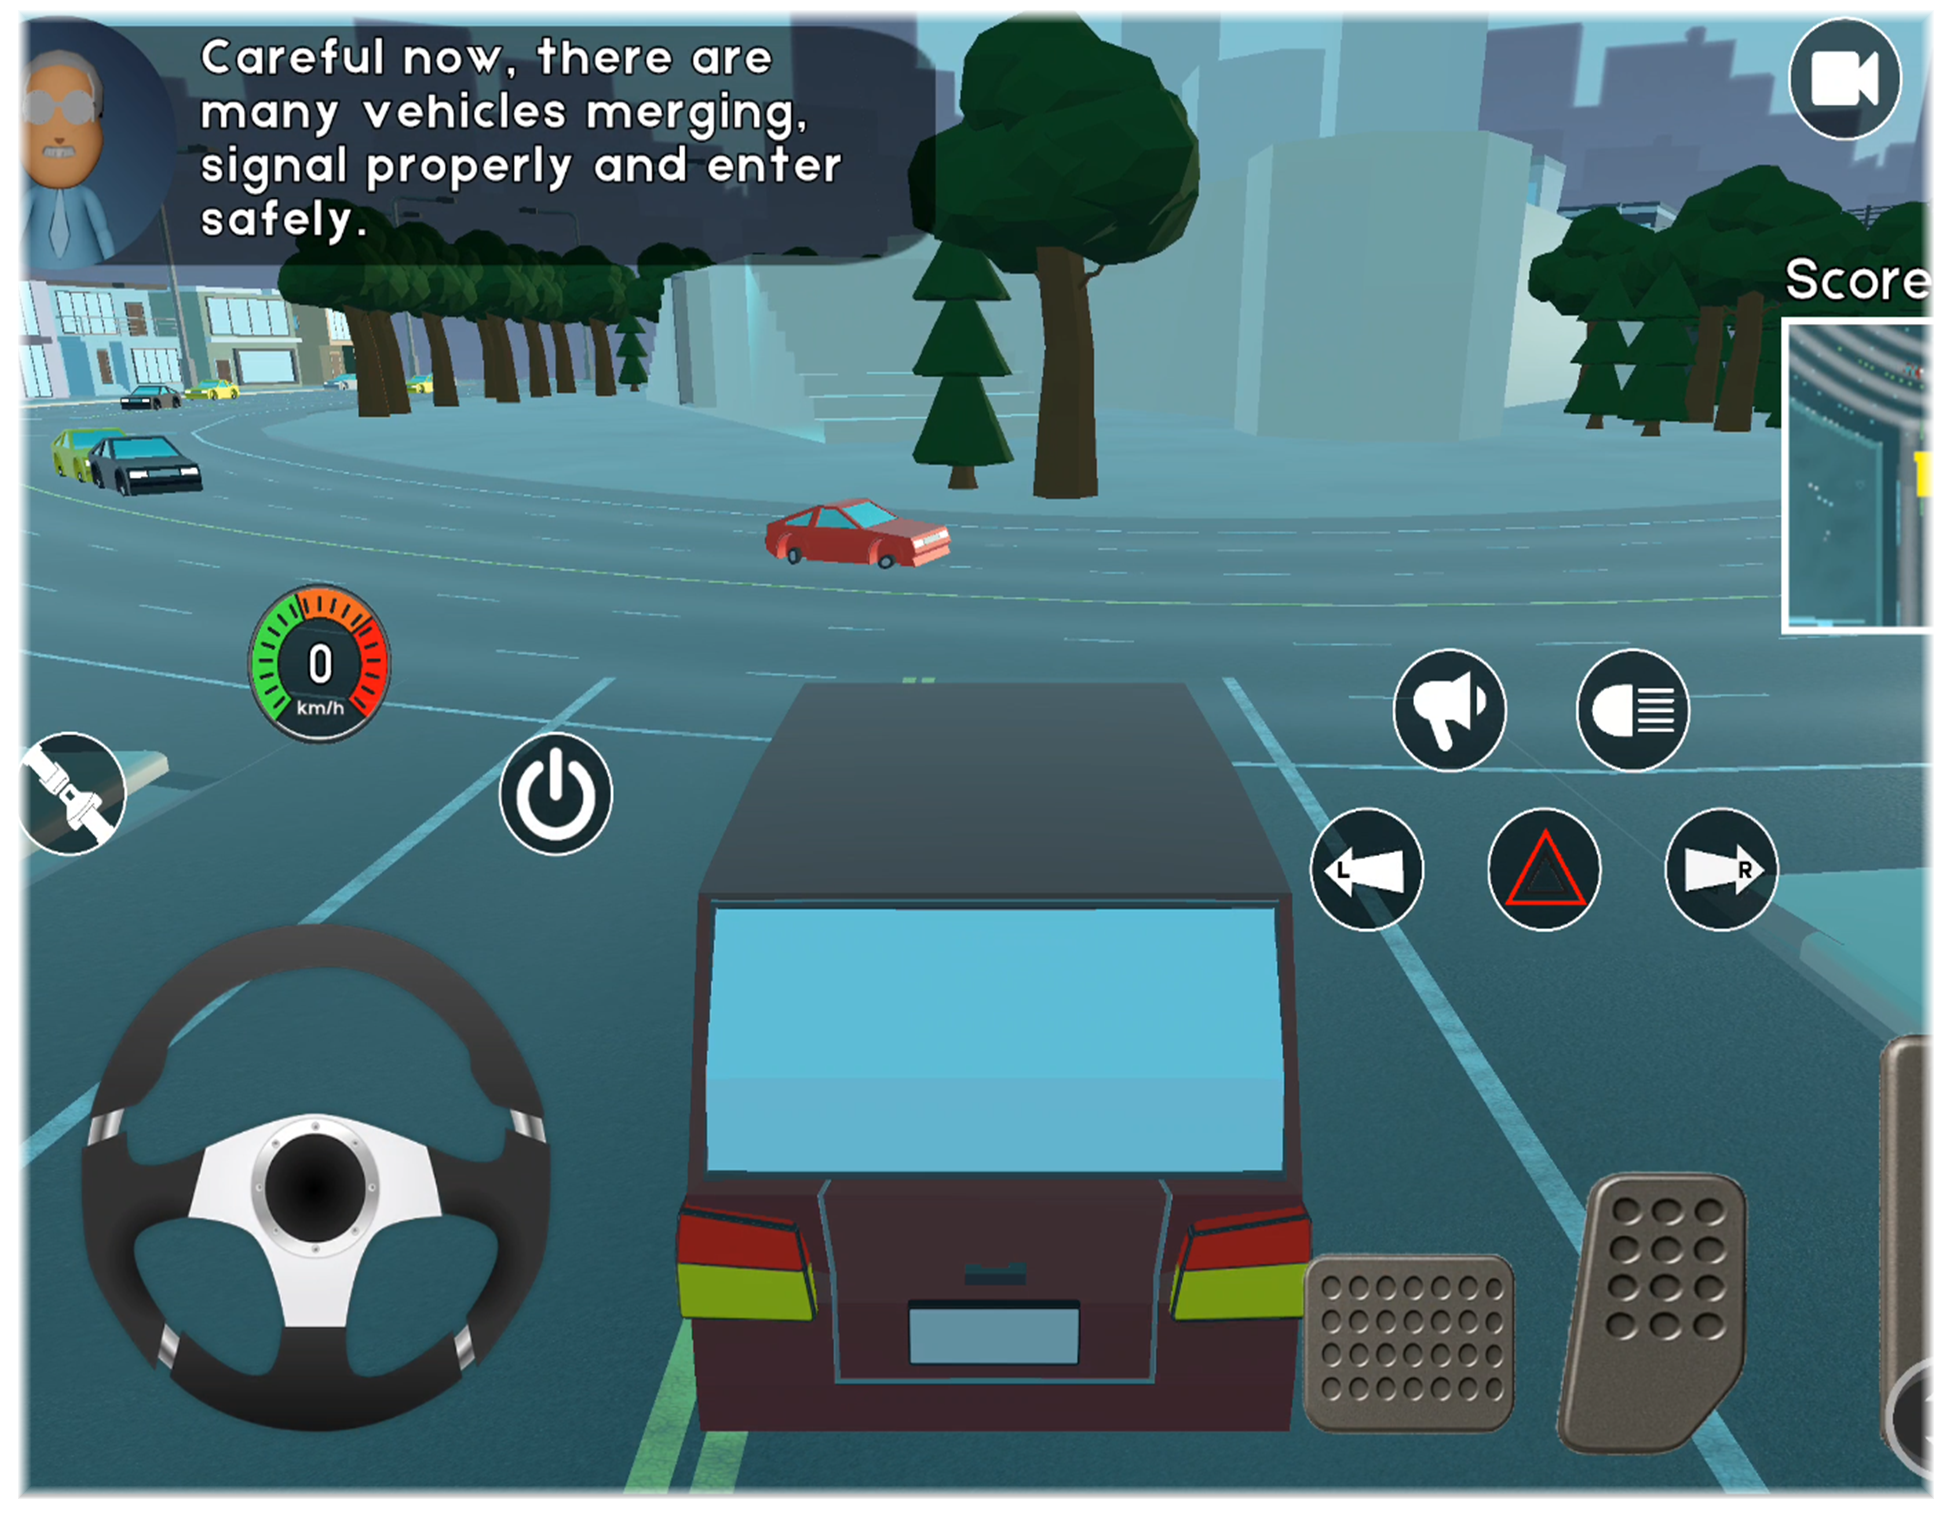 Careful now, there are
many vehicles merging,
signal properly and enter
safely.
Score
0
km/h
L
R